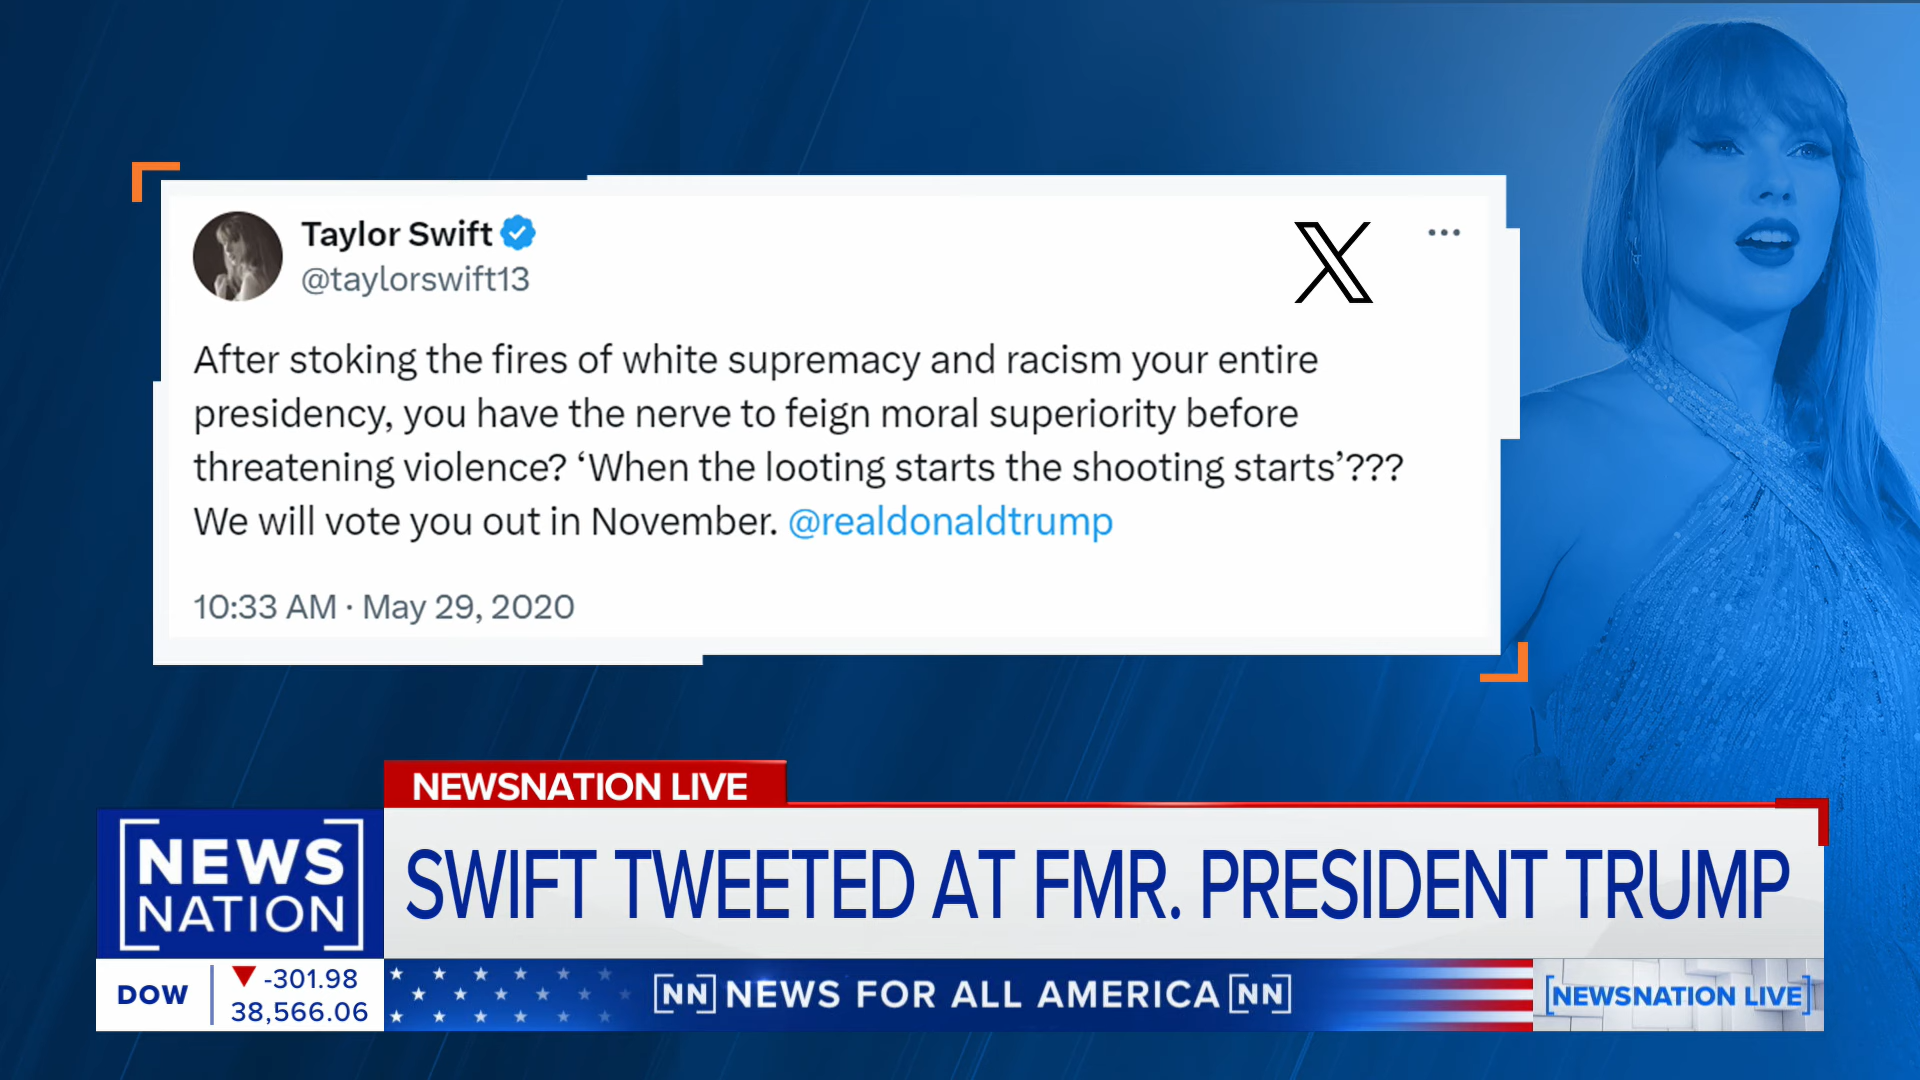 Taylor Swift
@taylorswift13
X
After stoking the fires of white supremacy and racism your entire
presidency, you have the nerve to feign moral superiority before
threatening violence? ‘When the looting starts the shooting starts’???
We will vote you out in November. @realdonaldtrump
10:33 AM · May 29, 2020
NEWSNATION LIVE
NEWS
NATION
SWIFT TWEETED AT FMR. PRESIDENT TRUMP
DOW
-301.98
38,566.06
[NN] NEWS FOR ALL AMERICA [NN]
[NEWSNATION LIVE]